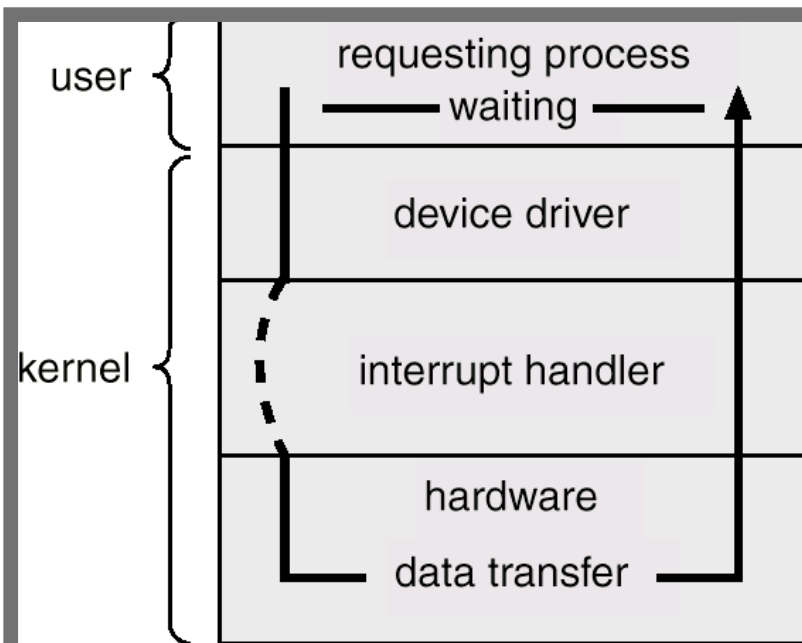 user
requesting process
waiting
device driver
kernel
interrupt handler
hardware
data transfer